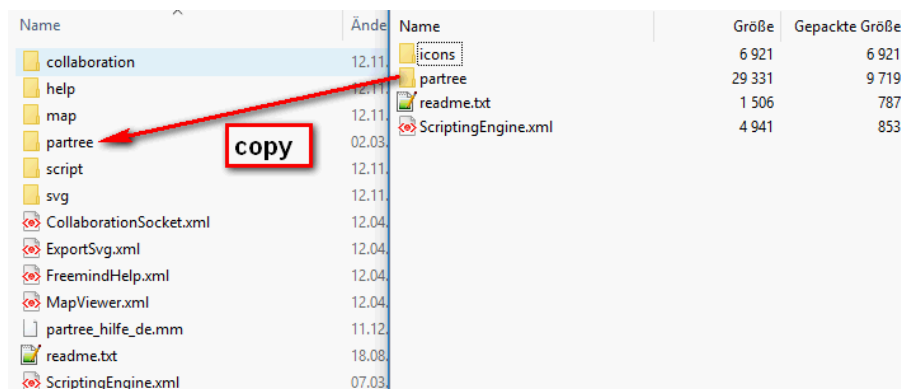 Name Ände
collaboration 12.11.
help 12.11.
map 12.11.
partree 02.03.
script 12.11.
svg 12.11.
CollaborationSocket.xml 12.04.
ExportSvg.xml 12.04.
FreemindHelp.xml 12.04.
MapViewer.xml 12.04.
partree_hilfe_de.mm 11.12.
readme.txt 18.08.
ScriptingEngine.xml 07.03.
copy
Name Größe Gepackte Größe
icons 6 921 6 921
partree 29 331 9 719
readme.txt 1 506 787
ScriptingEngine.xml 4 941 853